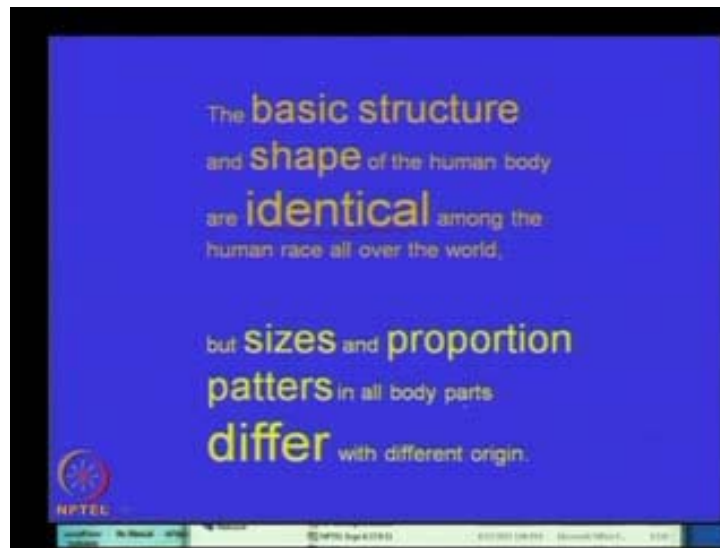 The basic structure
and shape of the human body
are identical among the
human race all over the world,
but sizes and proportion
patters in all body parts
differ with different origin.
NPTEL